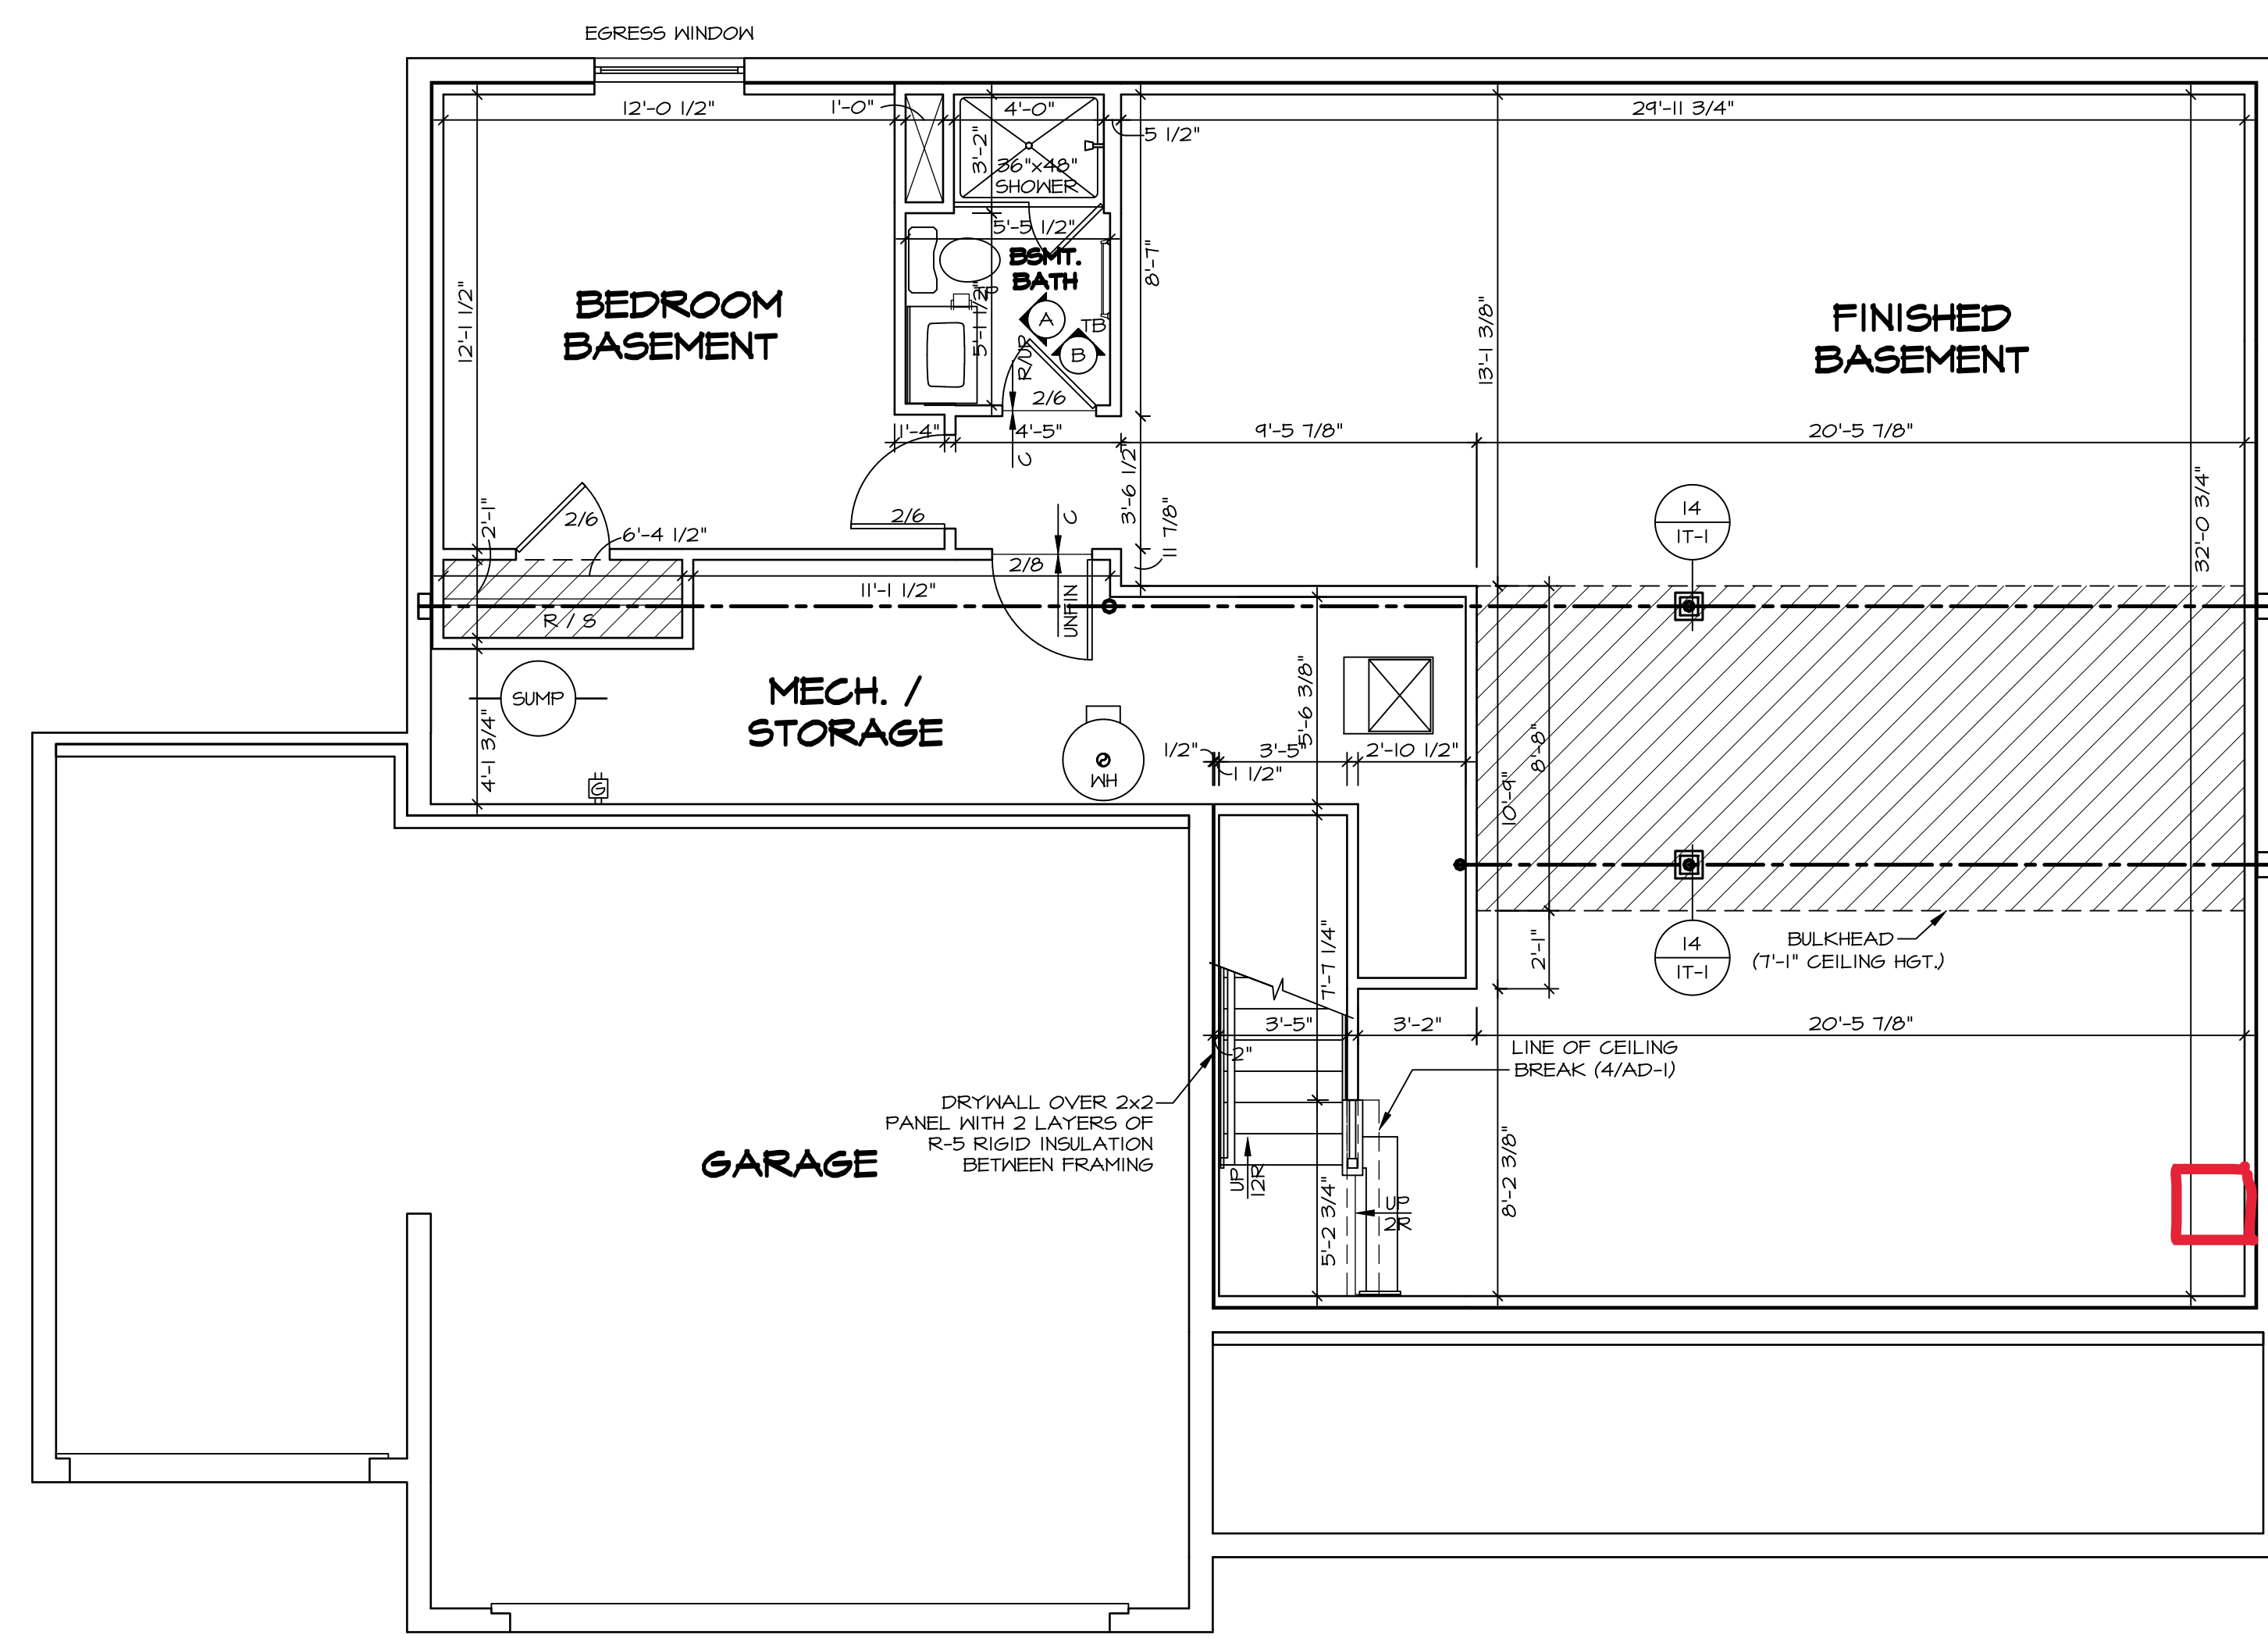 EGRESS WINDOW
12'-0 1/2"
1'-0"
4'-0"
5 1/2"
29'-11 3/4"
3'-2"
36"x48"
SHOWER
5'-5 1/2"
BSMT.
BATH
8'-7"
BEDROOM
BASEMENT
12'-1 1/2"
TP
5'-1 1/2"
A
TB
B
R/UP
2/6
13'-1 3/8"
FINISHED
BASEMENT
1'-4"
4'-5"
9'-5 7/8"
20'-5 7/8"
C
3'-6 1/2"
11 7/8"
2'-1"
2/6
6'-4 1/2"
2/6
C
2/8
11'-1 1/2"
UNFIN
14
1T-1
32'-0 3/4"
R / S
SUMP
MECH. /
STORAGE
4'-1 3/4"
G
WH
5'-6 3/8"
1/2"
3'-5"
2'-10 1/2"
1 1/2"
10'-9"
8'-8"
7'-7 1/4"
2'-1"
BULKHEAD
(7'-1" CEILING HGT.)
14
1T-1
3'-5"
3'-2"
20'-5 7/8"
2"
LINE OF CEILING
BREAK (4/AD-1)
DRYWALL OVER 2x2
PANEL WITH 2 LAYERS OF
R-5 RIGID INSULATION
BETWEEN FRAMING
GARAGE
UP
12R
5'-2 3/4"
UP
2R
8'-2 3/8"